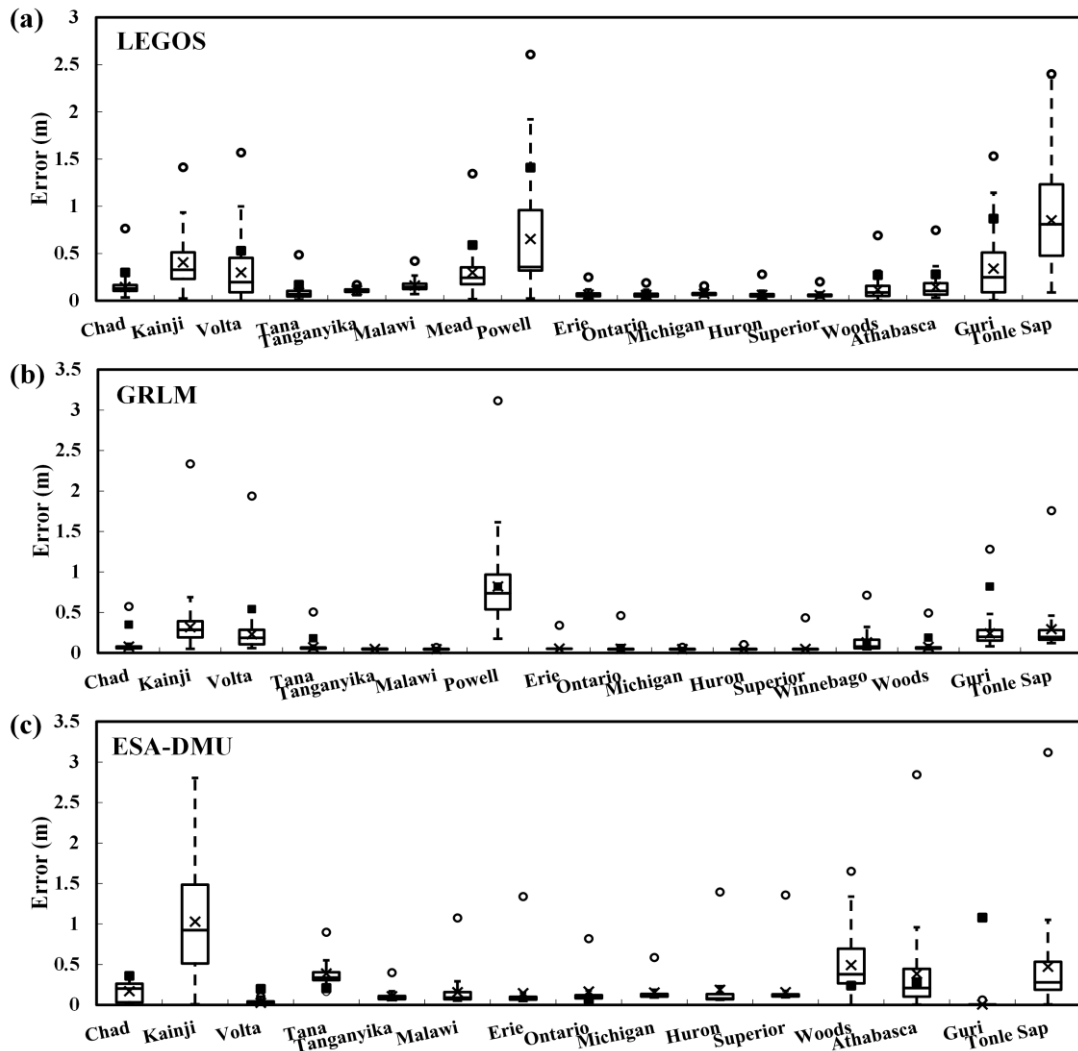 (a)
LEGOS
Error (m)
3
2.5
2
1.5
1
0.5
0
Chad Kainji Volta Tana Tanganyika Malawi Mead Powell Erie Ontario Michigan Huron Superior Woods Athabasca Guri Tonle Sap
(b)
GRLM
Error (m)
3.5
3
2.5
2
1.5
1
0.5
0
Chad Kainji Volta Tana Tanganyika Malawi Powell Erie Ontario Michigan Huron Superior Winnebago Woods Guri Tonle Sap
(c)
ESA-DMU
Error (m)
3.5
3
2.5
2
1.5
1
0.5
0
Chad Kainji Volta Tana Tanganyika Malawi Erie Ontario Michigan Huron Superior Woods Athabasca Guri Tonle Sap